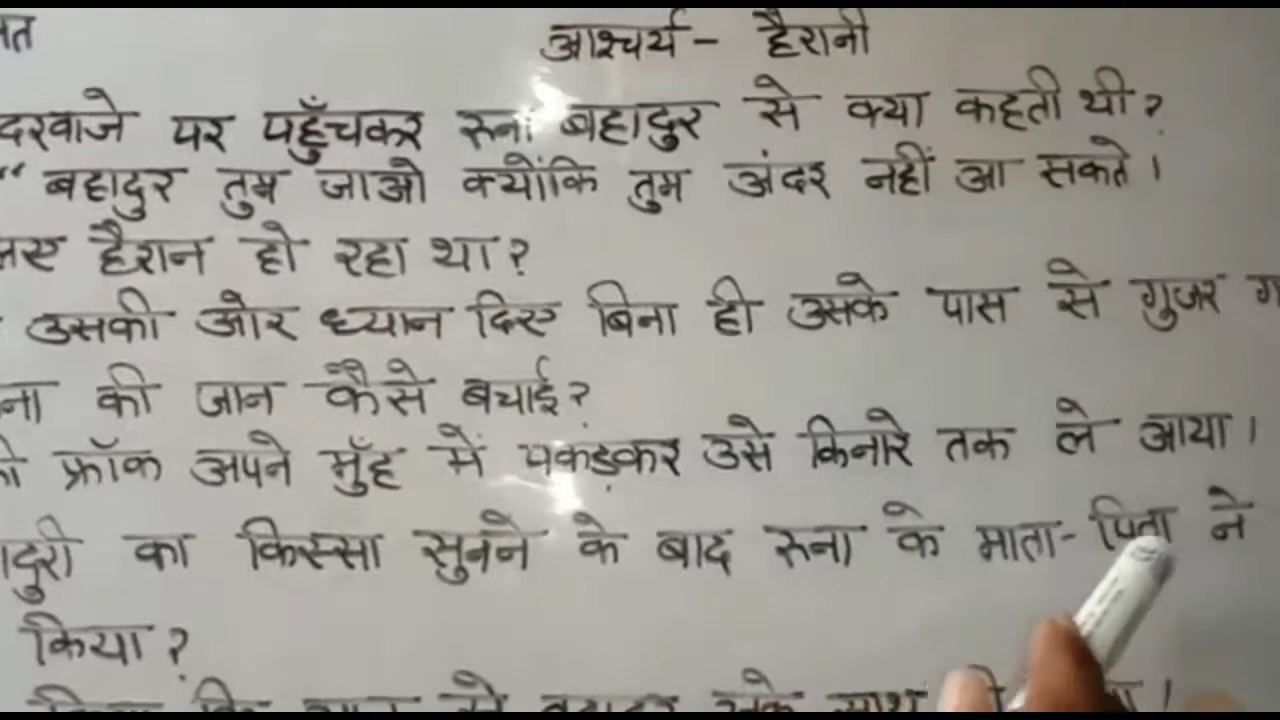 आश्चर्य - हैरानी
दरवाजे पर पहुँचकर रूना बहादुर से क्या कहती थी?
“ बहादुर तुम जाओ क्योंकि तुम अंदर नहीं आ सकते।
हैरान हो रहा था?
उसकी ओर ध्यान दिए बिना ही उसके पास से गुजर
की जान कैसे बचाई?
फ्रॉक अपने मुँह में पकड़कर उसे किनारे तक ले आया।
का किस्सा सुनने के बाद रूना के माता-पिता ने
किया?